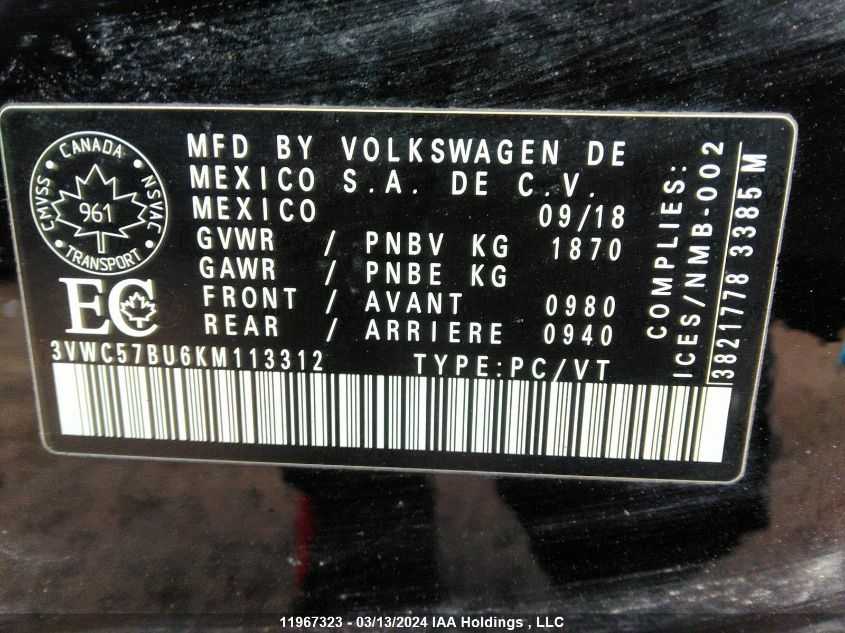 CANADA
CMVSS
NSVAC
961
TRANSPORT
EC
MFD BY VOLKSWAGEN DE
MEXICO S.A. DE C.V.
MEXICO 09/18
GVWR / PNBV KG 1870
GAWR / PNBE KG
FRONT / AVANT 0980
REAR / ARRIERE 0940
3VWC57BU6KM113312 TYPE:PC/VT
COMPLIES:
ICES/NMB-002
3821778 3385 M
11967323 - 03/13/2024 IAA Holdings , LLC